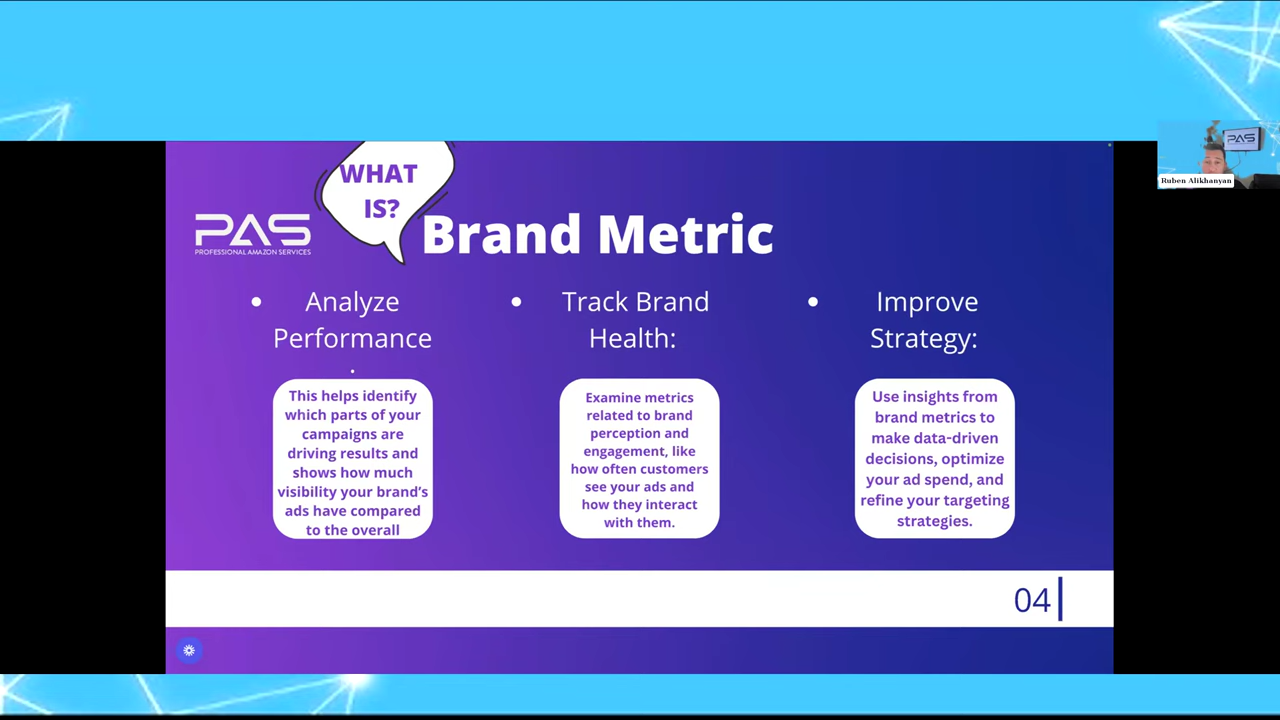 PAS
Ruben Alikhanyan
WHAT
IS?
PAS
PROFESSIONAL AMAZON SERVICES
Brand Metric
• Analyze
Performance
.
This helps identify
which parts of your
campaigns are
driving results and
shows how much
visibility your brand's
ads have compared
to the overall
• Track Brand
Health:
Examine metrics
related to brand
perception and
engagement, like
how often customers
see your ads and
how they interact
with them.
• Improve
Strategy:
Use insights from
brand metrics to
make data-driven
decisions, optimize
your ad spend, and
refine your targeting
strategies.
04